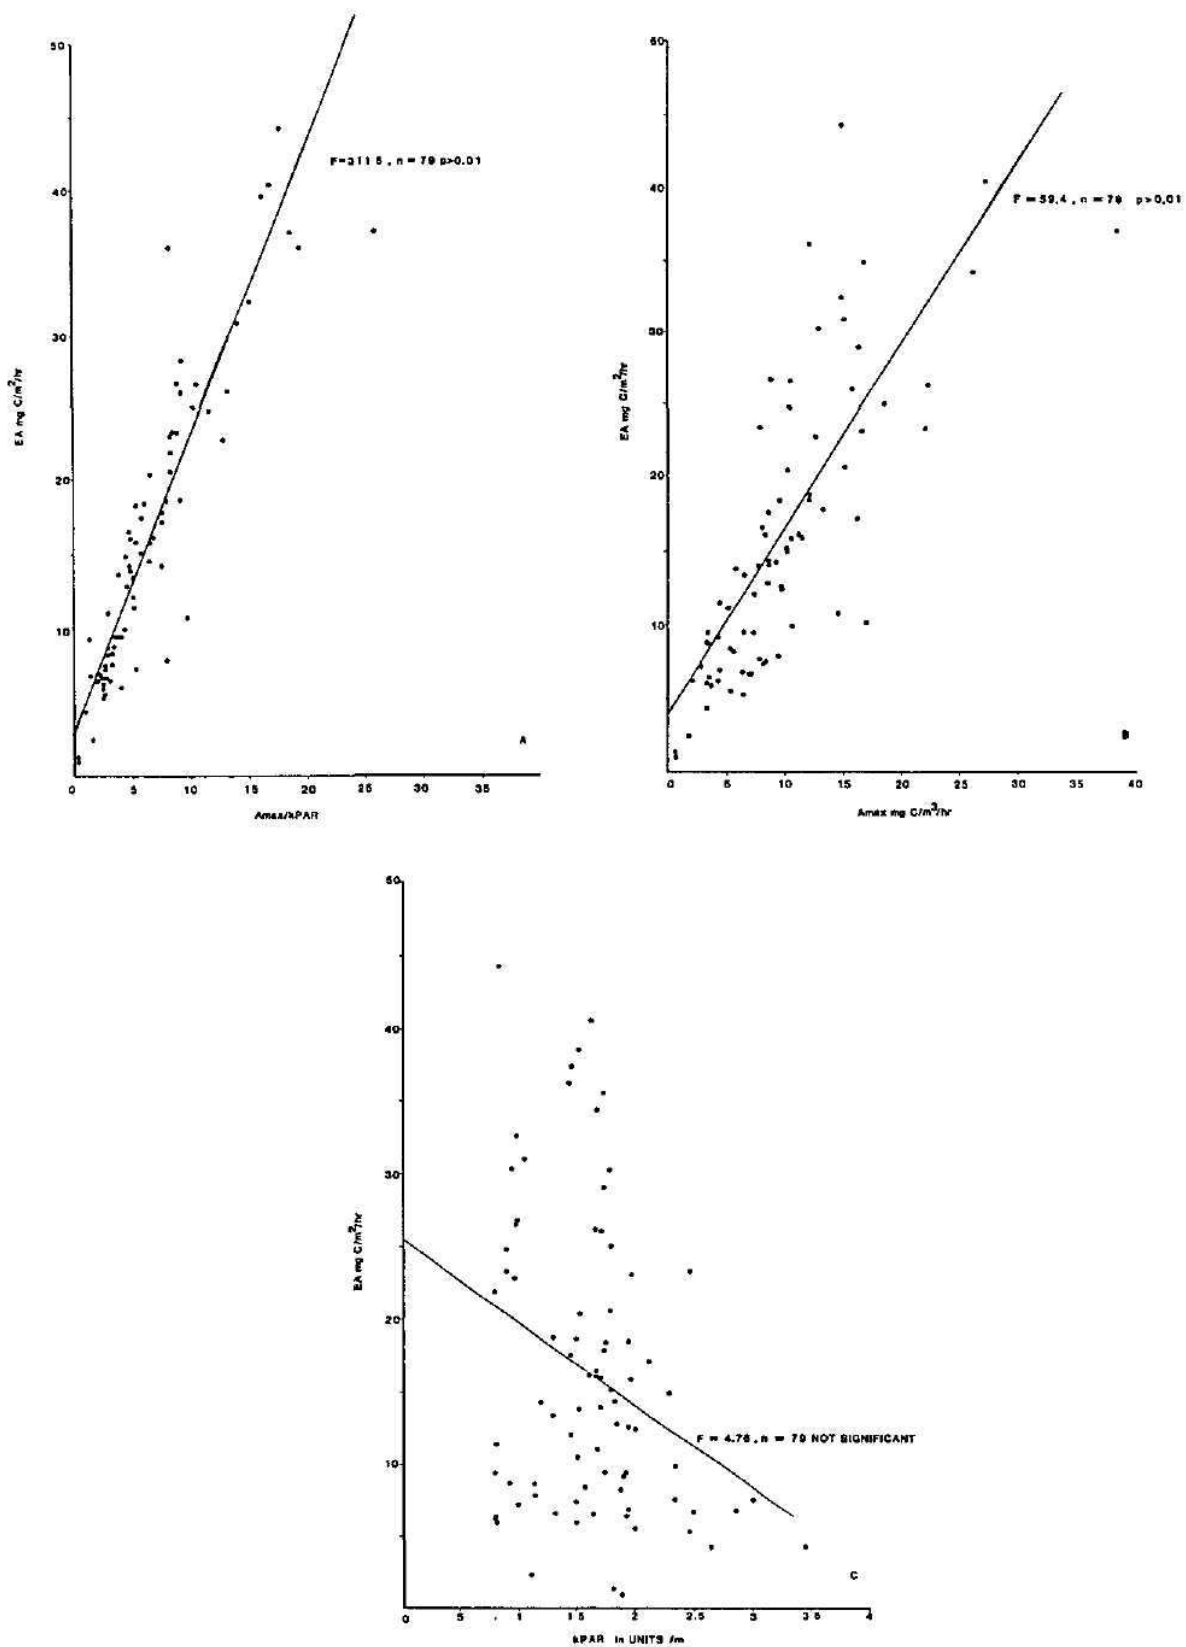 50
40
30
20
10
EA mg C/m²/hr
F=311 5 , n = 79 p>0.01
A
0 5 10 15 20 25 30 35
Amax/kPAR
50
40
30
20
10
EA mg C/m²/hr
F = 59.4 , n = 79 p>0.01
0 5 10 15 20 25 30 35 40
Amax mg C/m³/hr
50
40
30
20
10
EA mg C/m²/hr
F = 4.76 , n = 79 NOT SIGNIFICANT
C
0 5 1 1 5 2 2.5 3 3 5 4
kPAR ln UNITS /m